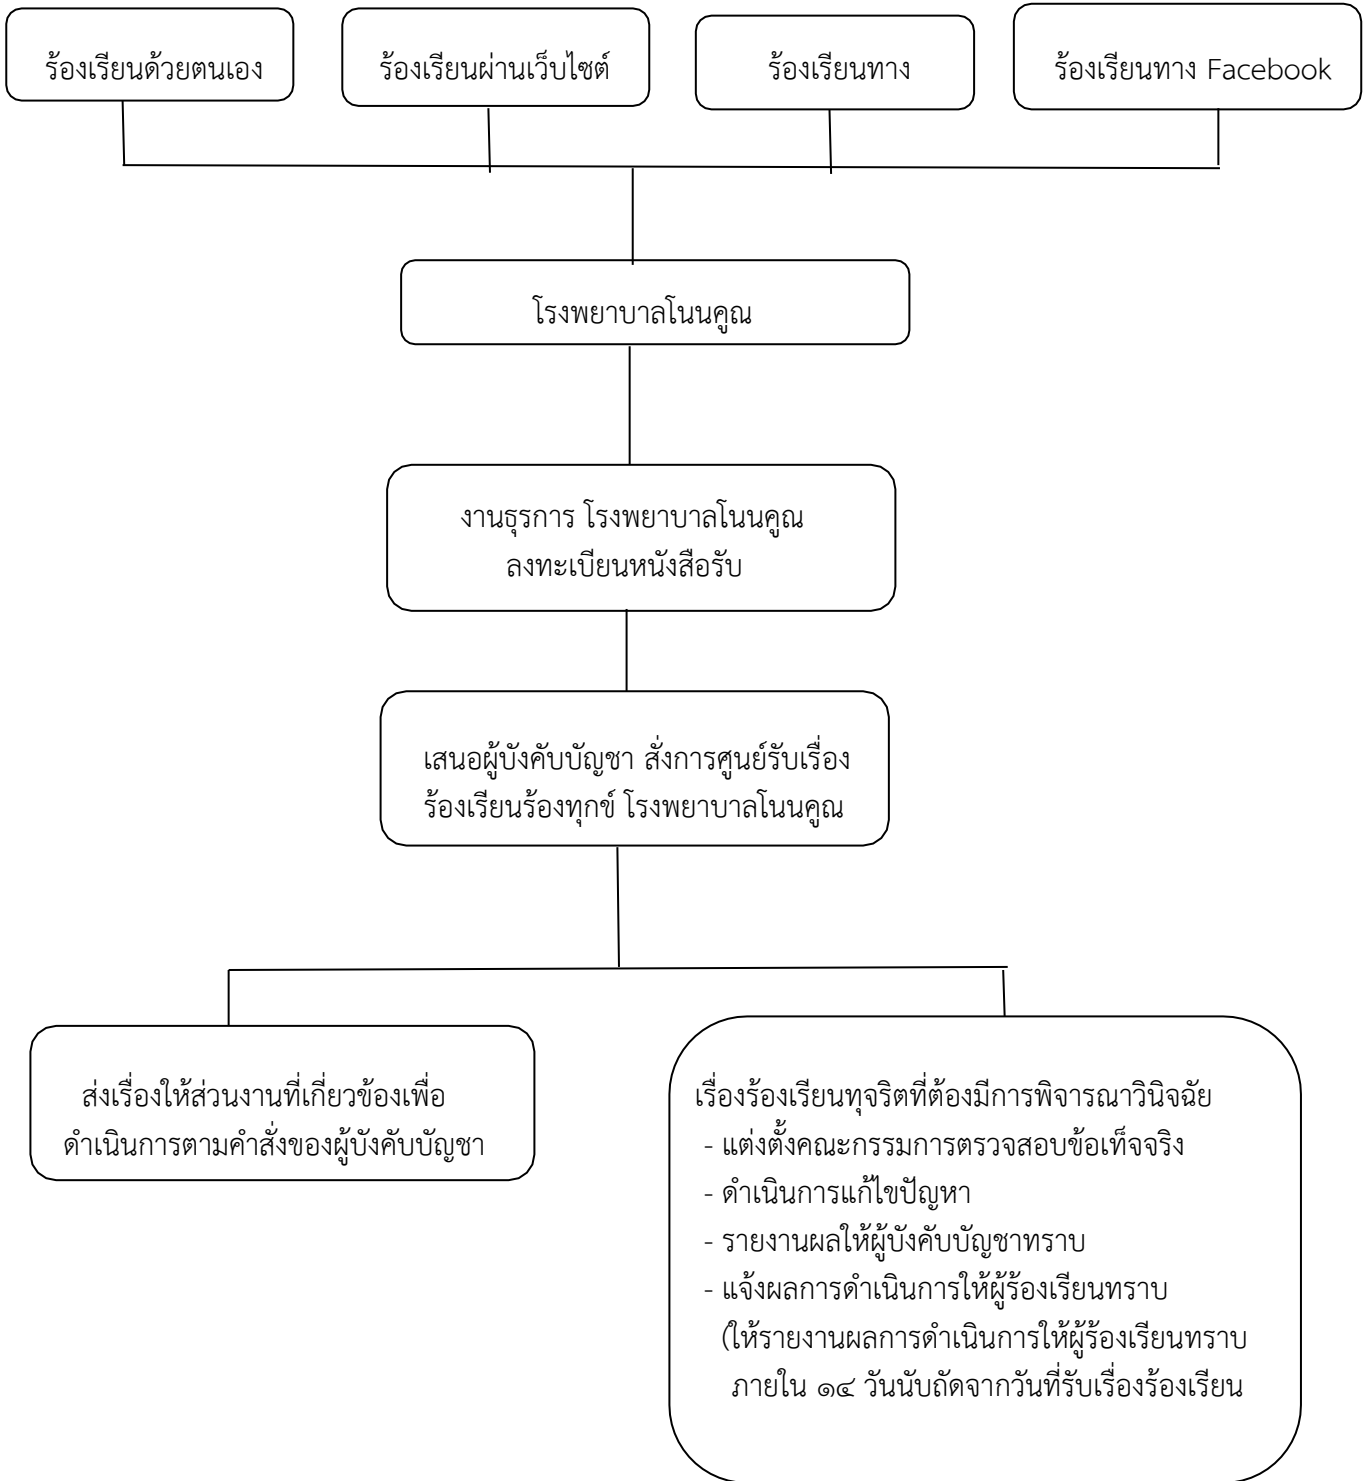 ร้องเรียนด้วยตนเอง
ร้องเรียนผ่านเว็บไซต์
ร้องเรียนทาง
ร้องเรียนทาง Facebook
โรงพยาบาลโนนคูณ
งานธุรการ โรงพยาบาลโนนคูณ
ลงทะเบียนหนังสือรับ
เสนอผู้บังคับบัญชา สั่งการศูนย์รับเรื่อง
ร้องเรียนร้องทุกข์ โรงพยาบาลโนนคูณ
ส่งเรื่องให้ส่วนงานที่เกี่ยวข้องเพื่อ
ดำเนินการตามคำสั่งของผู้บังคับบัญชา
เรื่องร้องเรียนทุจริตที่ต้องมีการพิจารณาวินิจฉัย
- แต่งตั้งคณะกรรมการตรวจสอบข้อเท็จจริง
- ดำเนินการแก้ไขปัญหา
- รายงานผลให้ผู้บังคับบัญชาทราบ
- แจ้งผลการดำเนินการให้ผู้ร้องเรียนทราบ
(ให้รายงานผลการดำเนินการให้ผู้ร้องเรียนทราบ
ภายใน ๑๔ วันนับถัดจากวันที่รับเรื่องร้องเรียน